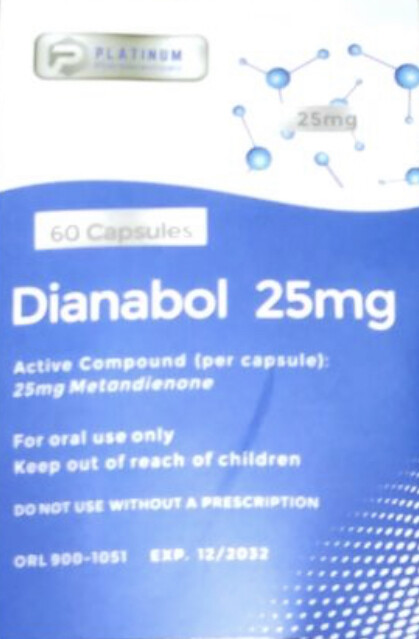 PLATINUM
25mg
60 Capsules
Dianabol 25mg
Active Compound (per capsule):
25mg Metandienone
For oral use only
Keep out of reach of children
DO NOT USE WITHOUT A PRESCRIPTION
ORL 900-1051 EXP. 12/2032